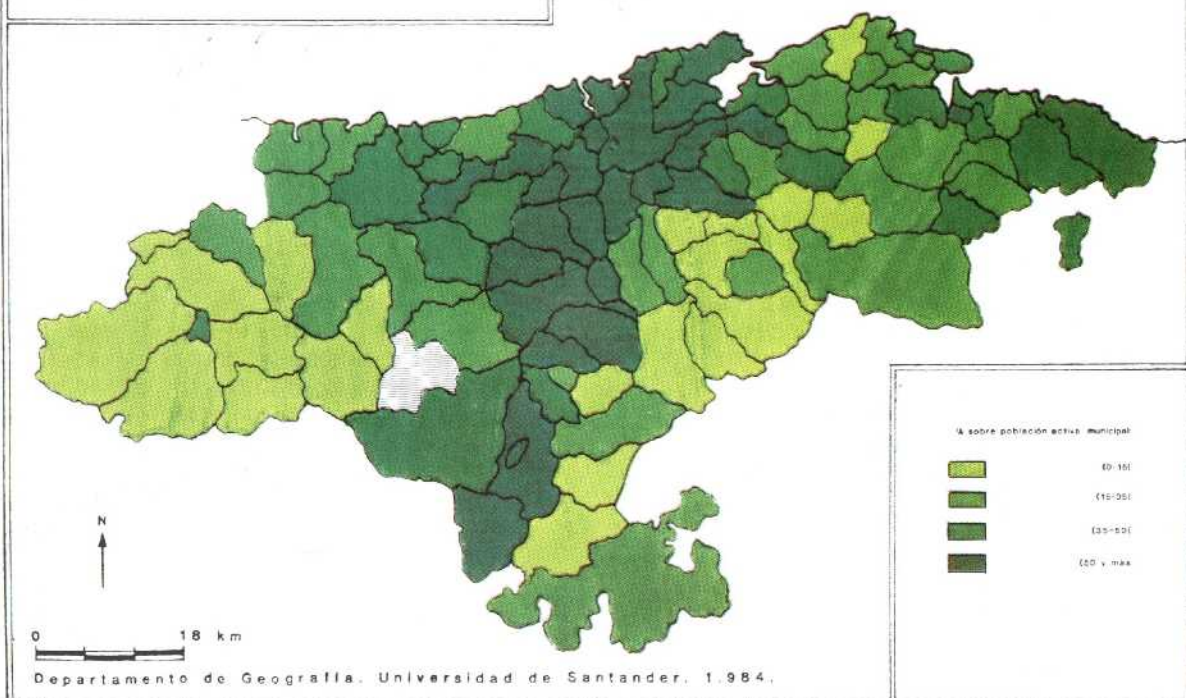 % sobre población activa municipal
(0-15(
(15-35(
(35-50(
(50 y más
N
0 18 km
Departamento de Geografía. Universidad de Santander. 1.984.